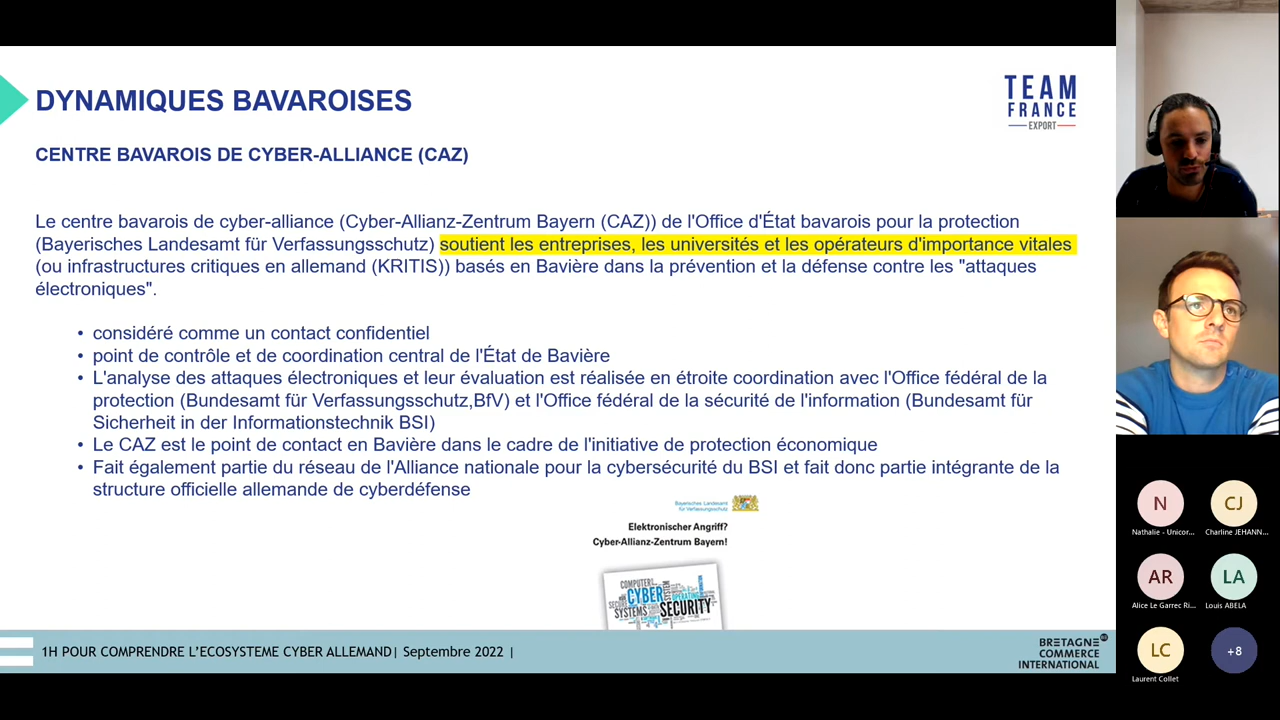 DYNAMIQUES BAVAROISES
TEAM
FRANCE
EXPORT
CENTRE BAVAROIS DE CYBER-ALLIANCE (CAZ)
Le centre bavarois de cyber-alliance (Cyber-Allianz-Zentrum Bayern (CAZ)) de l'Office d'État bavarois pour la protection
(Bayerisches Landesamt für Verfassungsschutz) soutient les entreprises, les universités et les opérateurs d'importance vitales
(ou infrastructures critiques en allemand (KRITIS)) basés en Bavière dans la prévention et la défense contre les "attaques
électroniques".
• considéré comme un contact confidentiel
• point de contrôle et de coordination central de l'État de Bavière
• L'analyse des attaques électroniques et leur évaluation est réalisée en étroite coordination avec l'Office fédéral de la
protection (Bundesamt für Verfassungsschutz,BfV) et l'Office fédéral de la sécurité de l'information (Bundesamt für
Sicherheit in der Informationstechnik BSI)
• Le CAZ est le point de contact en Bavière dans le cadre de l'initiative de protection économique
• Fait également partie du réseau de l'Alliance nationale pour la cybersécurité du BSI et fait donc partie intégrante de la
structure officielle allemande de cyberdéfense
Bayerisches Landesamt
für Verfassungsschutz
Elektronischer Angriff?
Cyber-Allianz-Zentrum Bayern!
COMPUTER
CYBER
OPERATING
SECURE
SYSTEMS
SECURITY
1H POUR COMPRENDRE L'ECOSYSTEME CYBER ALLEMAND| Septembre 2022 |
BRETAGNE
COMMERCE
INTERNATIONAL
N
Nathalie - Unicor...
CJ
Charline JEHANN...
AR
Alice Le Garrec Ri...
LA
Louis ABELA
LC
Laurent Collet
+8